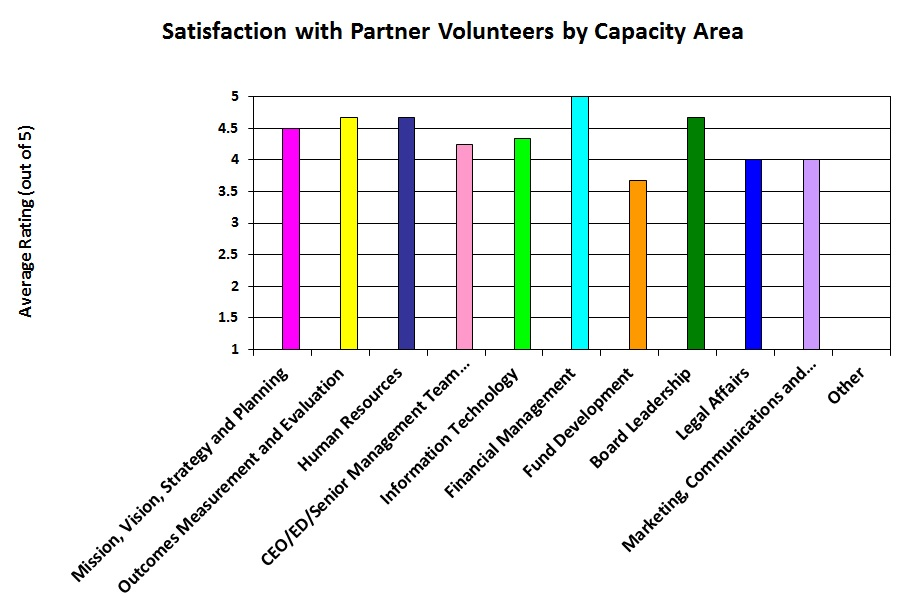 Satisfaction with Partner Volunteers by Capacity Area
Average Rating (out of 5)
5
4.5
4
3.5
3
2.5
2
1.5
1
Mission, Vision, Strategy and Planning
Outcomes Measurement and Evaluation
Human Resources
CEO/ED/Senior Management Team...
Information Technology
Financial Management
Fund Development
Board Leadership
Legal Affairs
Marketing, Communications and...
Other